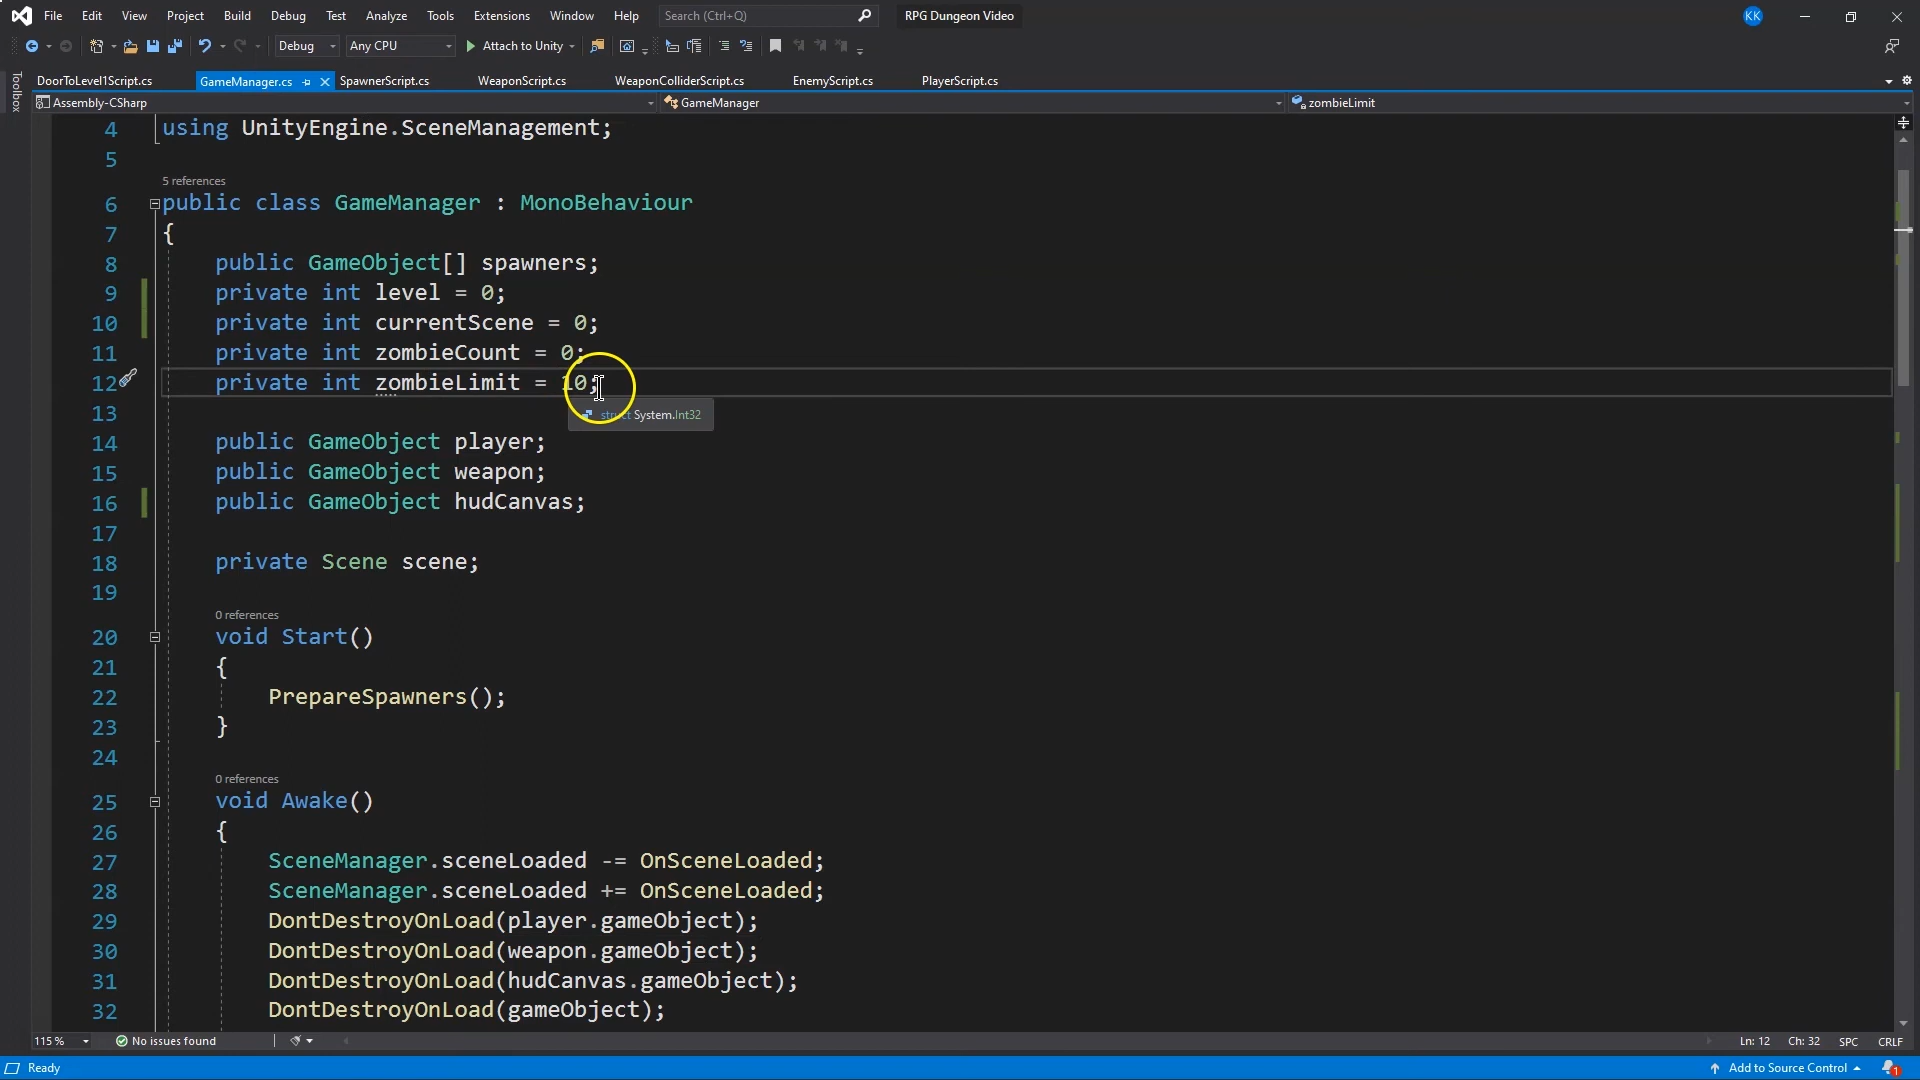 File Edit View Project Build Debug Test Analyze Tools Extensions Window Help Search (Ctrl+Q) RPG Dungeon Video KK
Debug Any CPU Attach to Unity
DoorToLevel1Script.cs GameManager.cs SpawnerScript.cs WeaponScript.cs WeaponColliderScript.cs EnemyScript.cs PlayerScript.cs
Toolbox
Assembly-CSharp GameManager zombieLimit
4 using UnityEngine.SceneManagement;
5
5 references
6 public class GameManager : MonoBehaviour
7 {
8 public GameObject[] spawners;
9 private int level = 0;
10 private int currentScene = 0;
11 private int zombieCount = 0;
12 private int zombieLimit = 10;
13 struct System.Int32
14 public GameObject player;
15 public GameObject weapon;
16 public GameObject hudCanvas;
17
18 private Scene scene;
19
0 references
20 void Start()
21 {
22 PrepareSpawners();
23 }
24
0 references
25 void Awake()
26 {
27 SceneManager.sceneLoaded -= OnSceneLoaded;
28 SceneManager.sceneLoaded += OnSceneLoaded;
29 DontDestroyOnLoad(player.gameObject);
30 DontDestroyOnLoad(weapon.gameObject);
31 DontDestroyOnLoad(hudCanvas.gameObject);
32 DontDestroyOnLoad(gameObject);
115 % No issues found Ln: 12 Ch: 32 SPC CRLF
Ready Add to Source Control 1